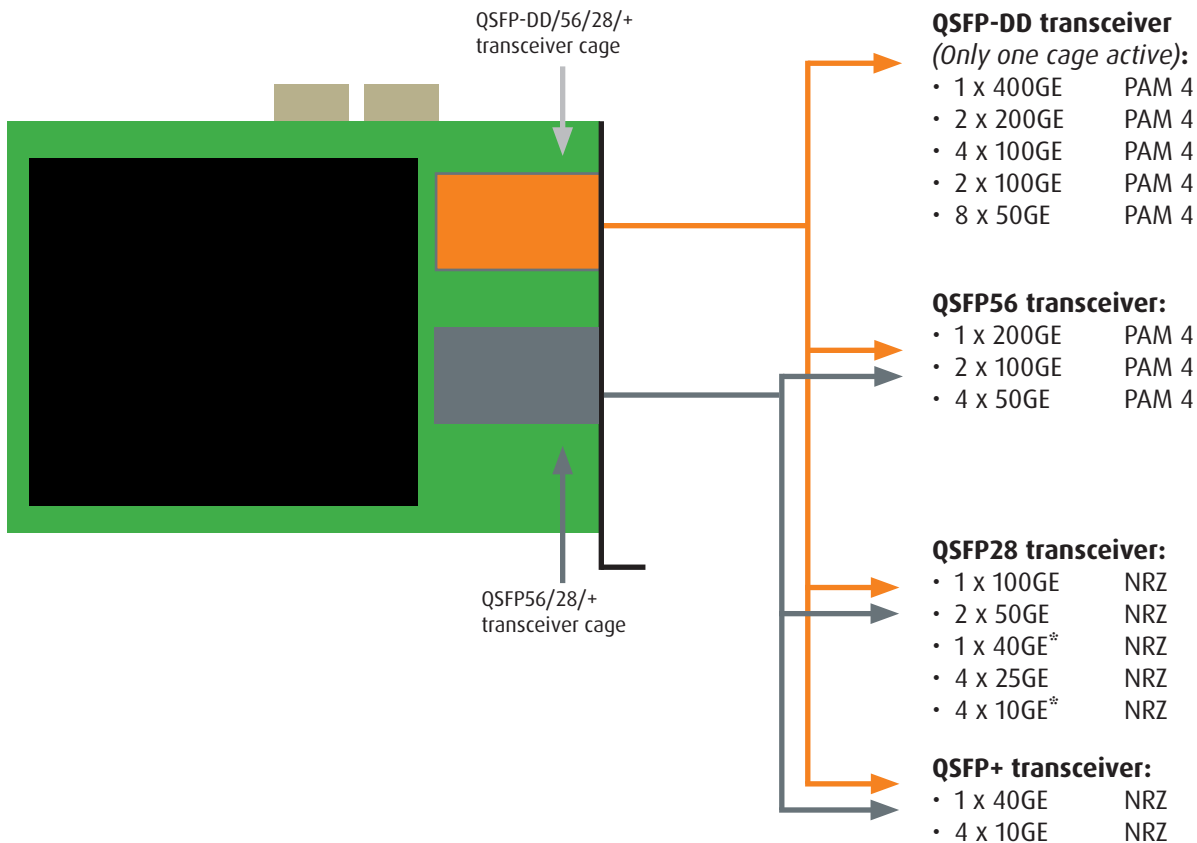 QSFP-DD/56/28/+
transceiver cage
QSFP56/28/+
transceiver cage
QSFP-DD transceiver
(Only one cage active):
• 1 x 400GE PAM 4
• 2 x 200GE PAM 4
• 4 x 100GE PAM 4
• 2 x 100GE PAM 4
• 8 x 50GE PAM 4
QSFP56 transceiver:
• 1 x 200GE PAM 4
• 2 x 100GE PAM 4
• 4 x 50GE PAM 4
QSFP28 transceiver:
• 1 x 100GE NRZ
• 2 x 50GE NRZ
• 1 x 40GE* NRZ
• 4 x 25GE NRZ
• 4 x 10GE* NRZ
QSFP+ transceiver:
• 1 x 40GE NRZ
• 4 x 10GE NRZ